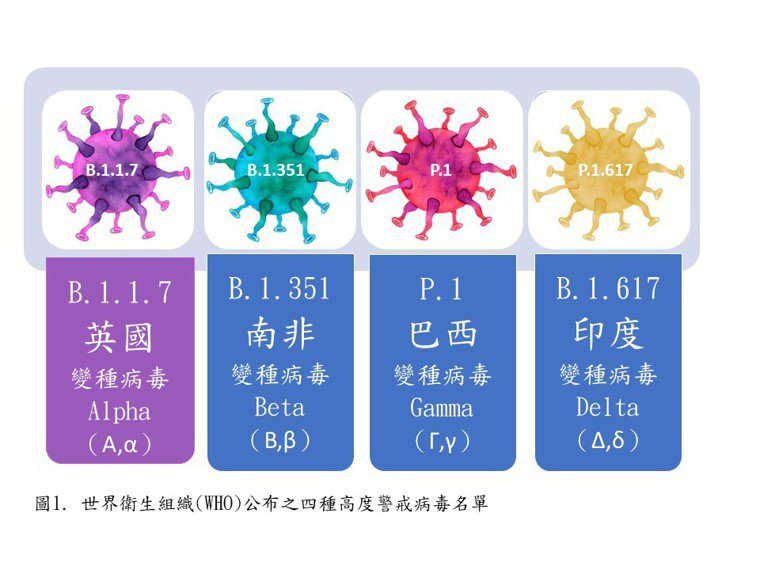 B.1.1.7
B.1.351
P.1
P.1.617
B.1.1.7
英國
變種病毒
Alpha
(Α,α)
B.1.351
南非
變種病毒
Beta
(Β,β)
P.1
巴西
變種病毒
Gamma
(Γ,γ)
B.1.617
印度
變種病毒
Delta
(Δ,δ)
圖1. 世界衛生組織(WHO)公布之四種高度警戒病毒名單